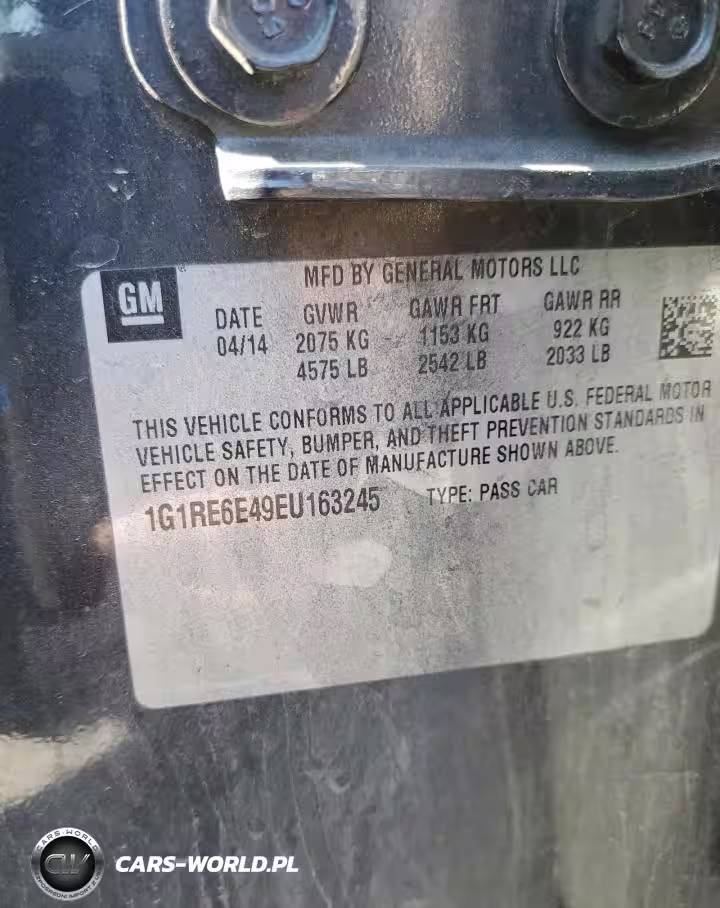 MFD BY GENERAL MOTORS LLC
GM
DATE GVWR GAWR FRT GAWR RR
04/14 2075 KG 1153 KG 922 KG
4575 LB 2542 LB 2033 LB
THIS VEHICLE CONFORMS TO ALL APPLICABLE U.S. FEDERAL MOTOR
VEHICLE SAFETY, BUMPER, AND THEFT PREVENTION STANDARDS IN
EFFECT ON THE DATE OF MANUFACTURE SHOWN ABOVE.
1G1RE6E49EU163245 TYPE: PASS CAR
CARS-WORLD
CW
CARS-WORLD.PL